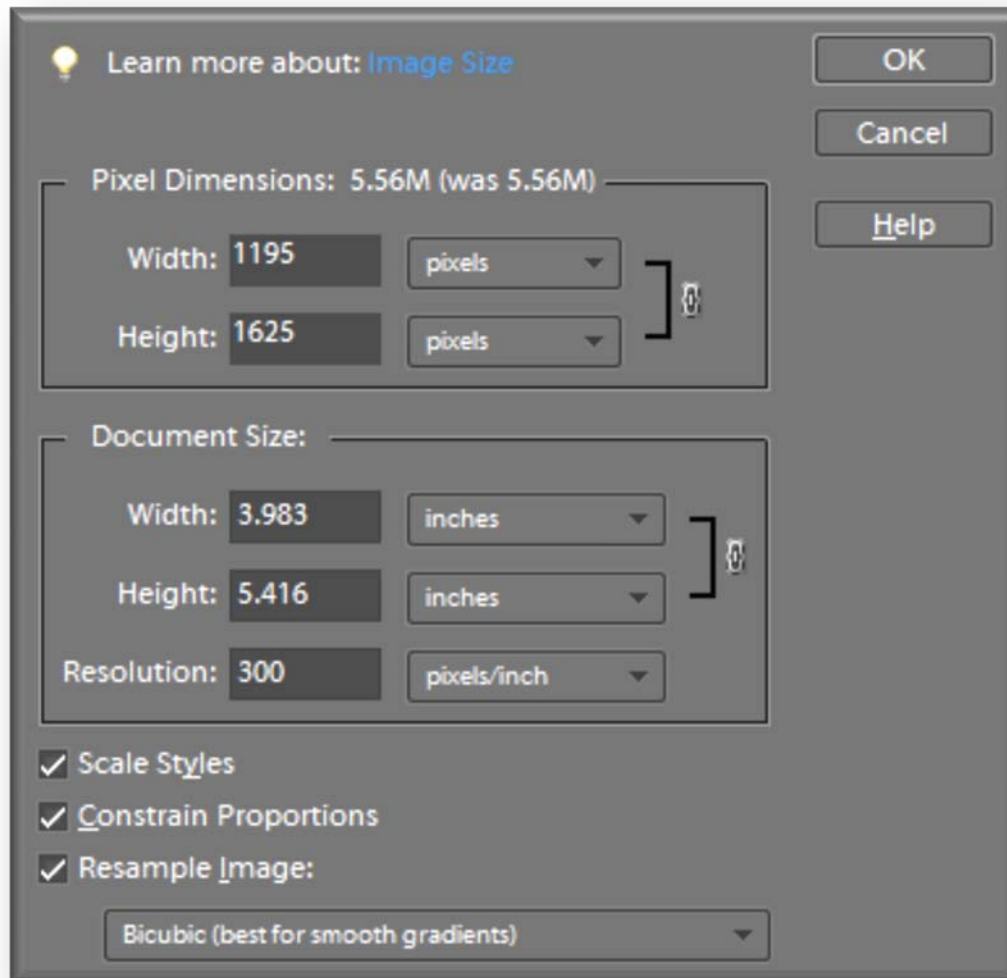 Learn more about: Image Size
OK
Cancel
Help
Pixel Dimensions: 5.56M (was 5.56M)
Width: 1195 pixels
Height: 1625 pixels
Document Size:
Width: 3.983 inches
Height: 5.416 inches
Resolution: 300 pixels/inch
Scale Styles
Constrain Proportions
Resample Image:
Bicubic (best for smooth gradients)